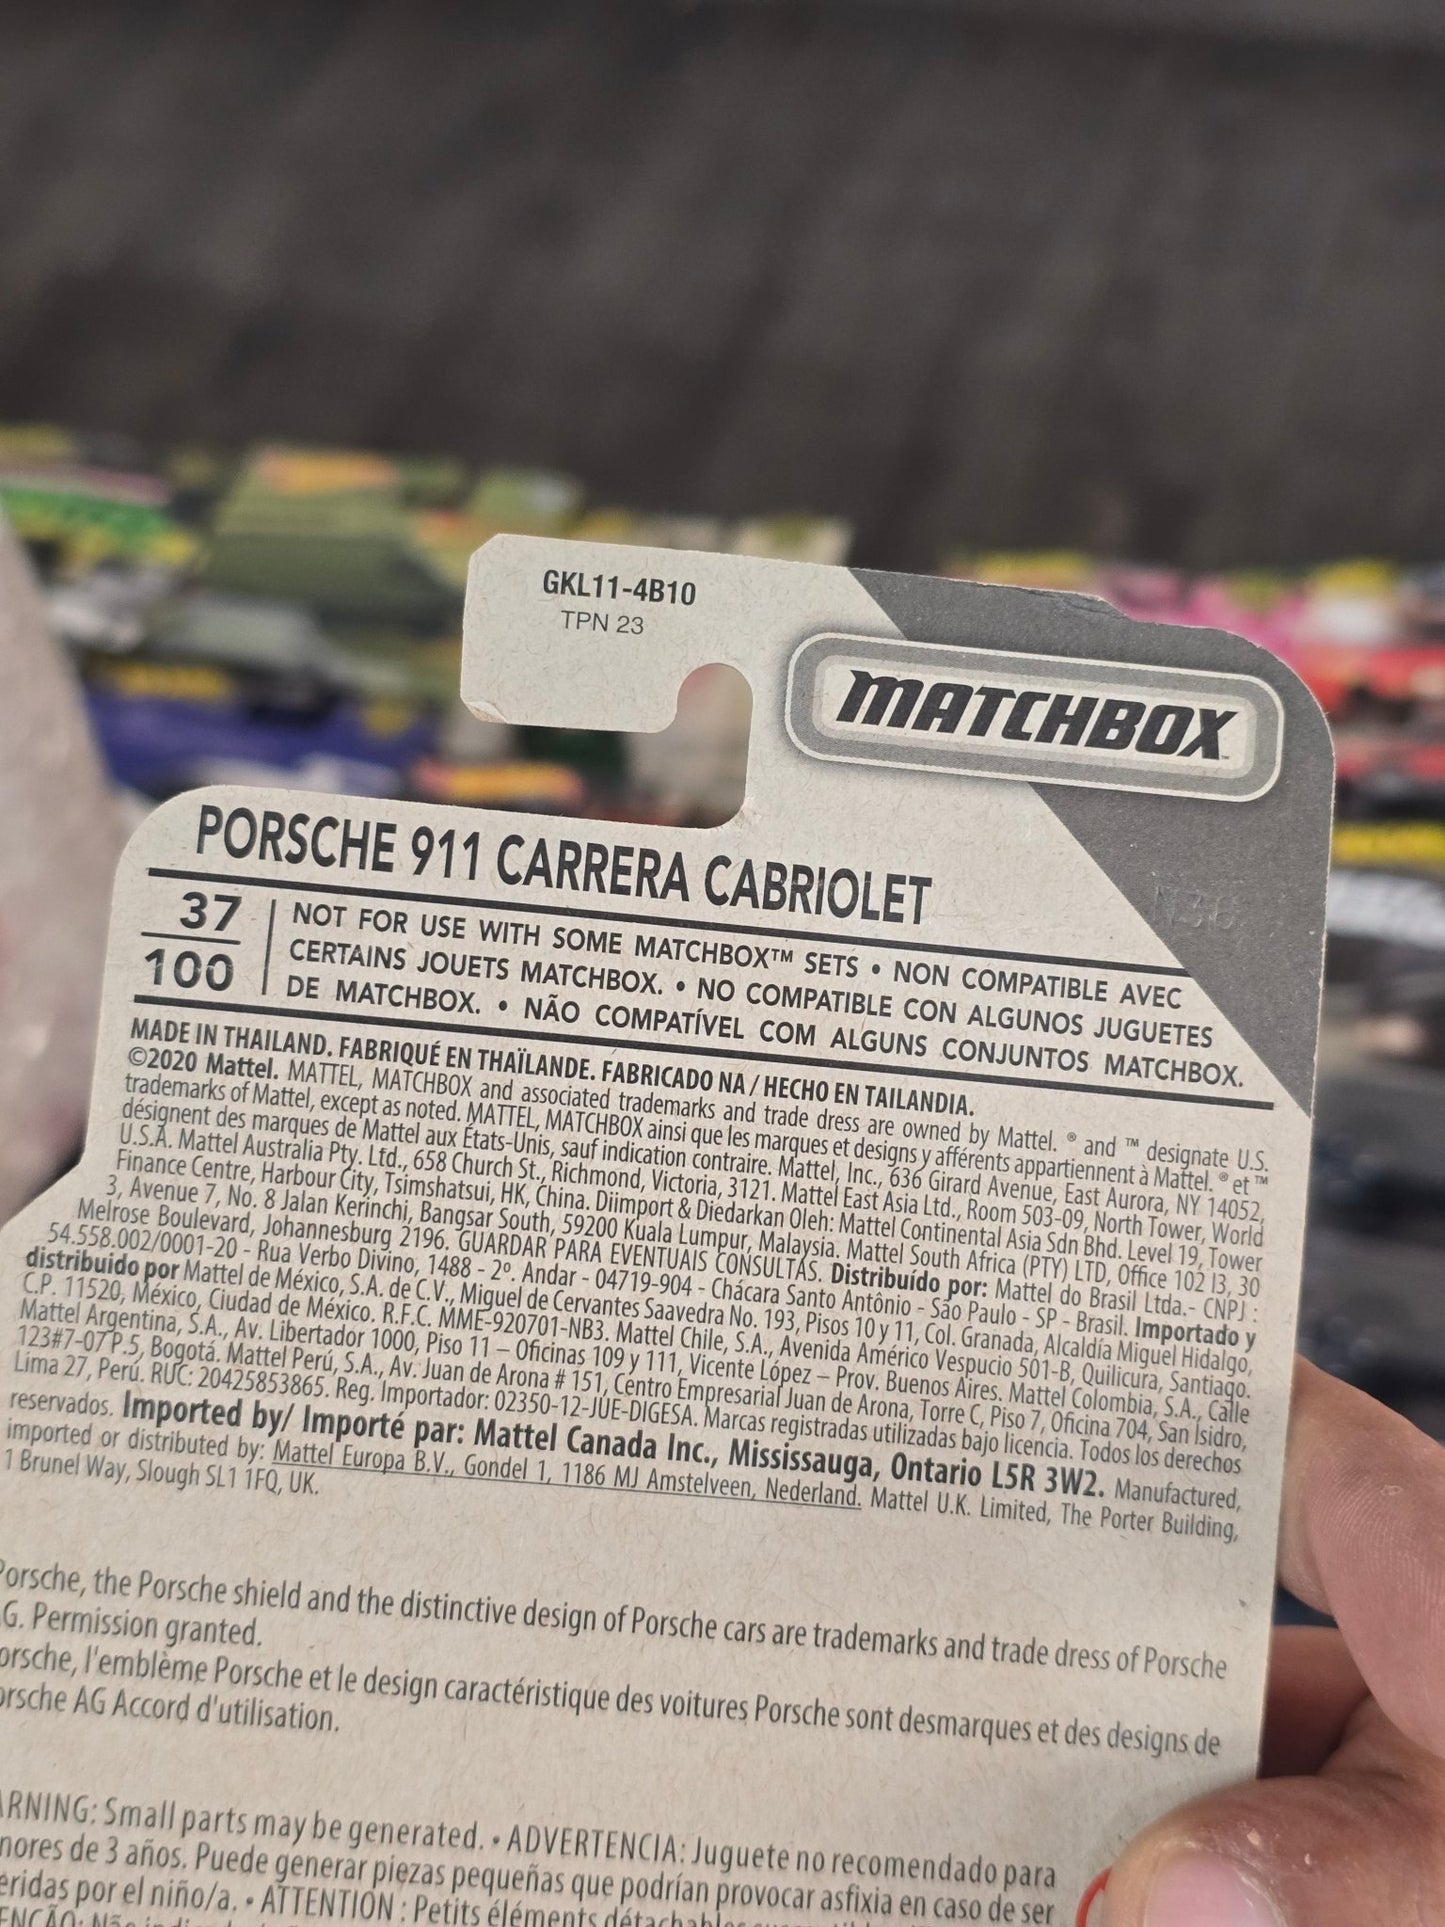 GKL11-4B10
TPN 23
MATCHBOX™
PORSCHE 911 CARRERA CABRIOLET
37
100
NOT FOR USE WITH SOME MATCHBOX™ SETS • NON COMPATIBLE AVEC
CERTAINS JOUETS MATCHBOX. • NO COMPATIBLE CON ALGUNOS JUGUETES
DE MATCHBOX. • NÃO COMPATÍVEL COM ALGUNS CONJUNTOS MATCHBOX.
MADE IN THAILAND. FABRIQUÉ EN THAÏLANDE. FABRICADO NA / HECHO EN TAILANDIA.
©2020 Mattel. MATTEL, MATCHBOX and associated trademarks and trade dress are owned by Mattel. ® and ™ designate U.S.
trademarks of Mattel, except as noted. MATTEL, MATCHBOX ainsi que les marques et designs y afférents appartiennent à Mattel. ® et ™
désignent des marques de Mattel aux États-Unis, sauf indication contraire. Mattel, Inc., 636 Girard Avenue, East Aurora, NY 14052,
U.S.A. Mattel Australia Pty. Ltd., 658 Church St., Richmond, Victoria, 3121. Mattel East Asia Ltd., Room 503-09, North Tower, World
Finance Centre, Harbour City, Tsimshatsui, HK, China. Diimport & Diedarkan Oleh: Mattel Continental Asia Sdn Bhd. Level 19, Tower
3, Avenue 7, No. 8 Jalan Kerinchi, Bangsar South, 59200 Kuala Lumpur, Malaysia. Mattel South Africa (PTY) LTD, Office 102 I3, 30
Melrose Boulevard, Johannesburg 2196. GUARDAR PARA EVENTUAIS CONSULTAS. Distribuído por: Mattel do Brasil Ltda.- CNPJ :
54.558.002/0001-20 - Rua Verbo Divino, 1488 - 2º. Andar - 04719-904 - Chácara Santo Antônio - São Paulo - SP - Brasil. Importado y
distribuido por Mattel de México, S.A. de C.V., Miguel de Cervantes Saavedra No. 193, Pisos 10 y 11, Col. Granada, Alcaldía Miguel Hidalgo,
C.P. 11520, México, Ciudad de México. R.F.C. MME-920701-NB3. Mattel Chile, S.A., Avenida Américo Vespucio 501-B, Quilicura, Santiago.
Mattel Argentina, S.A., Av. Libertador 1000, Piso 11 – Oficinas 109 y 111, Vicente López – Prov. Buenos Aires. Mattel Colombia, S.A., Calle
123#7-07 P.5, Bogotá. Mattel Perú, S.A., Av. Juan de Arona # 151, Centro Empresarial Juan de Arona, Torre C, Piso 7, Oficina 704, San Isidro,
Lima 27, Perú. RUC: 20425853865. Reg. Importador: 02350-12-JUE-DIGESA. Marcas registradas utilizadas bajo licencia. Todos los derechos
reservados. Imported by/ Importé par: Mattel Canada Inc., Mississauga, Ontario L5R 3W2. Manufactured,
imported or distributed by: Mattel Europa B.V., Gondel 1, 1186 MJ Amstelveen, Nederland. Mattel U.K. Limited, The Porter Building,
1 Brunel Way, Slough SL1 1FQ, UK.
Porsche, the Porsche shield and the distinctive design of Porsche cars are trademarks and trade dress of Porsche
G. Permission granted.
orsche, l'emblème Porsche et le design caractéristique des voitures Porsche sont desmarques et des designs de
orsche AG Accord d'utilisation.
ARNING: Small parts may be generated. • ADVERTENCIA: Juguete no recomendado para
nores de 3 años. Puede generar piezas pequeñas que podrían provocar asfixia en caso de ser
eridas por el niño/a. • ATTENTION : Petits éléments